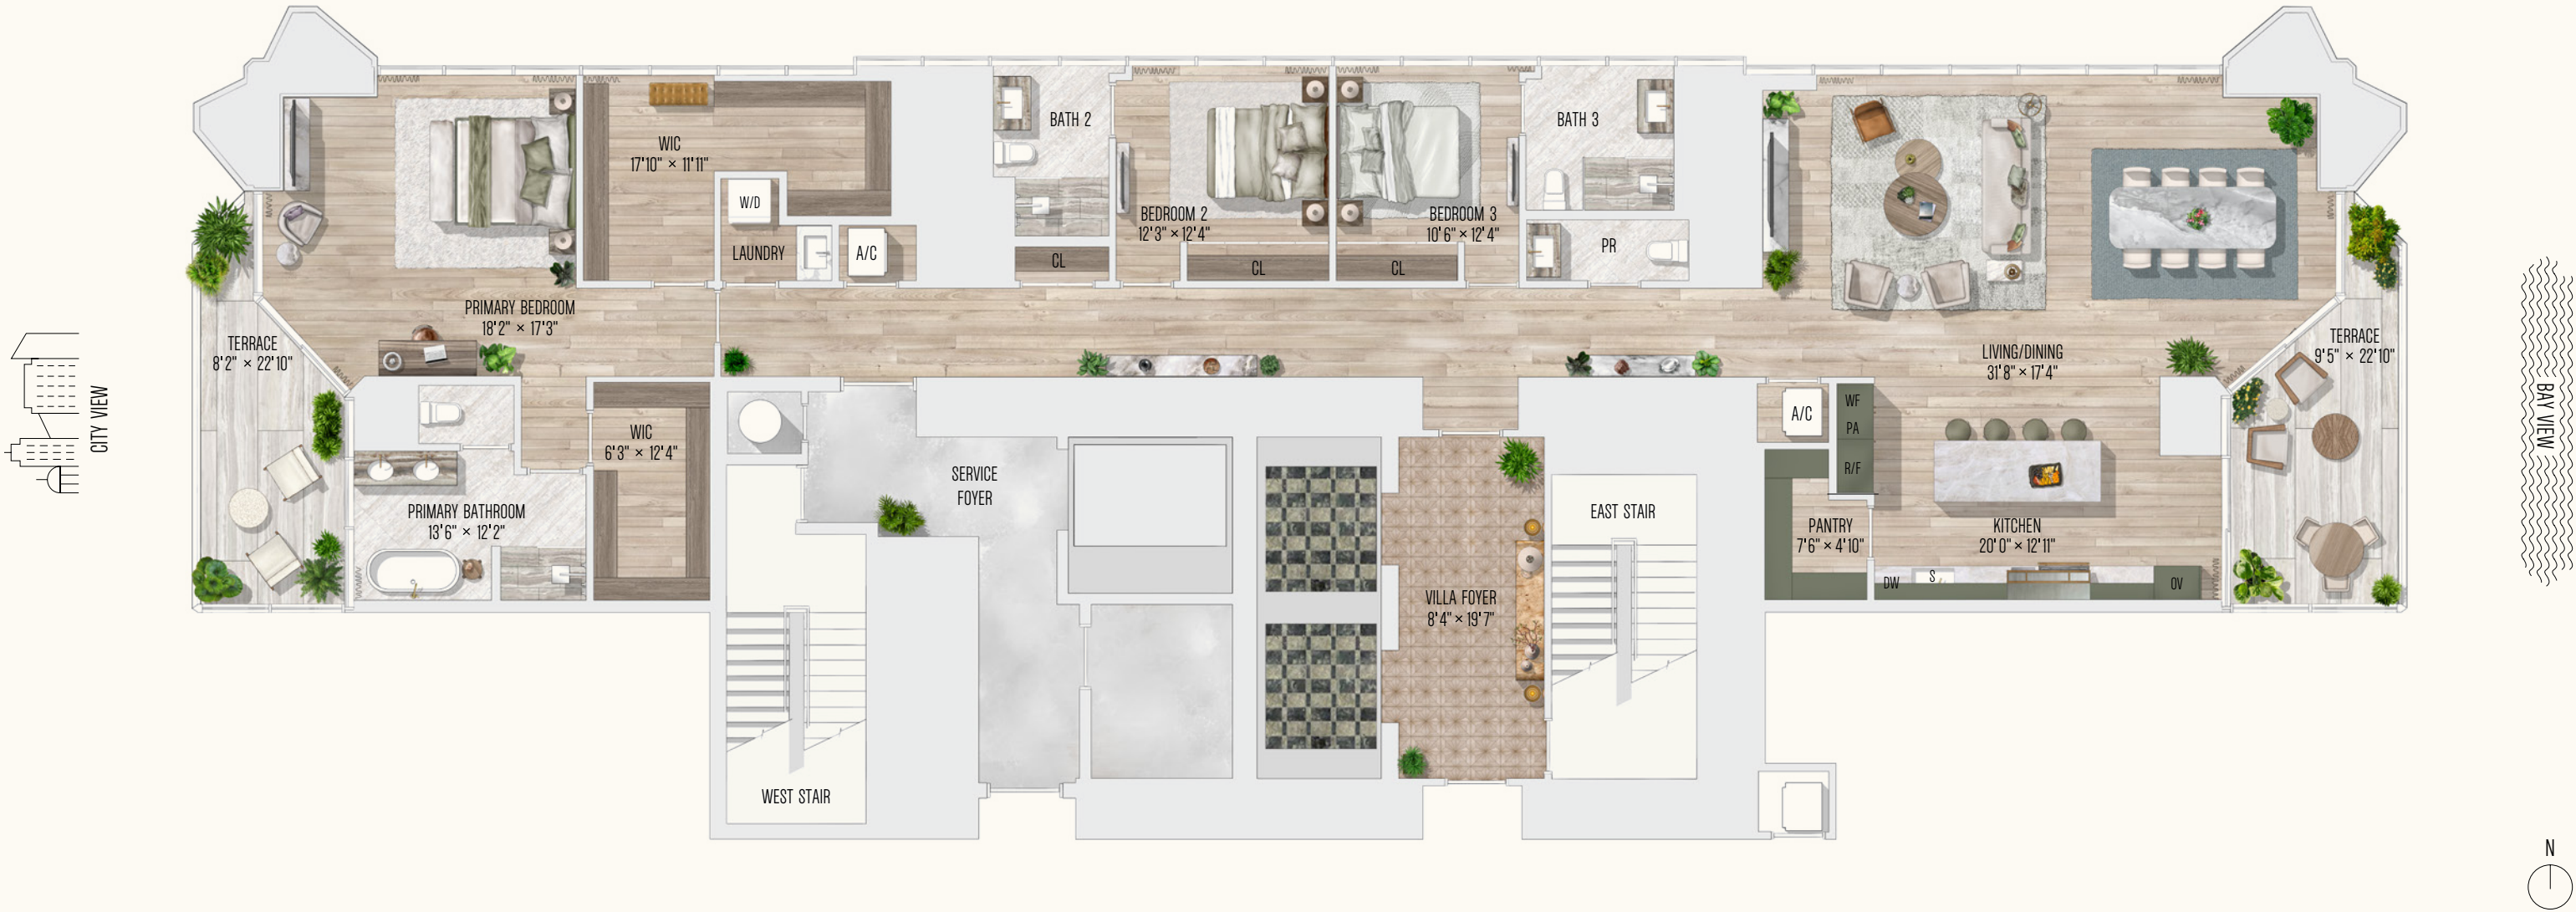 CITY VIEW
TERRACE
8'2" × 22'10"
PRIMARY BEDROOM
18'2" × 17'3"
WIC
17'10" × 11'11"
W/D
LAUNDRY
A/C
BATH 2
CL
BEDROOM 2
12'3" × 12'4"
CL
BEDROOM 3
10'6" × 12'4"
CL
BATH 3
PR
LIVING/DINING
31'8" × 17'4"
TERRACE
9'5" × 22'10"
BAY VIEW
PRIMARY BATHROOM
13'6" × 12'2"
WIC
6'3" × 12'4"
SERVICE
FOYER
WEST STAIR
VILLA FOYER
8'4" × 19'7"
EAST STAIR
A/C
WF
PA
R/F
PANTRY
7'6" × 4'10"
KITCHEN
20'0" × 12'11"
DW
S
OV
N